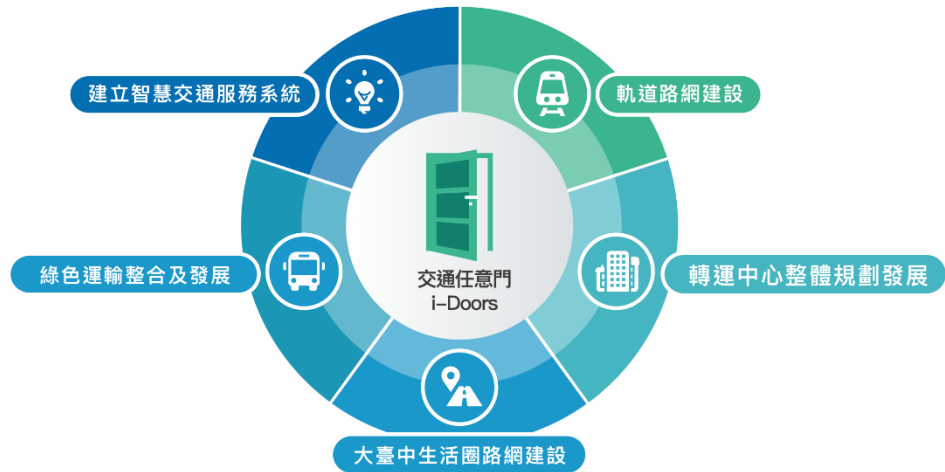 建立智慧交通服務系統
軌道路網建設
綠色運輸整合及發展
交通任意門
i-Doors
轉運中心整體規劃發展
大臺中生活圈路網建設